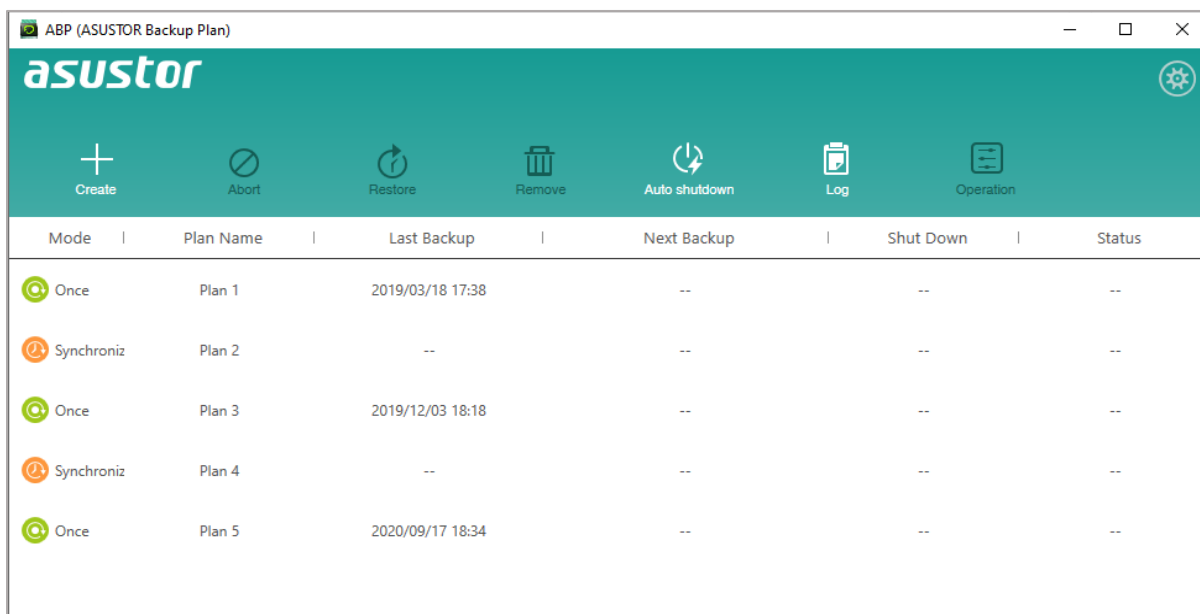 ABP (ASUSTOR Backup Plan)
asustor
Create Abort Restore Remove Auto shutdown Log Operation
Mode Plan Name Last Backup Next Backup Shut Down Status
Once Plan 1 2019/03/18 17:38 -- -- --
Synchroniz Plan 2 -- -- -- --
Once Plan 3 2019/12/03 18:18 -- -- --
Synchroniz Plan 4 -- -- -- --
Once Plan 5 2020/09/17 18:34 -- -- --